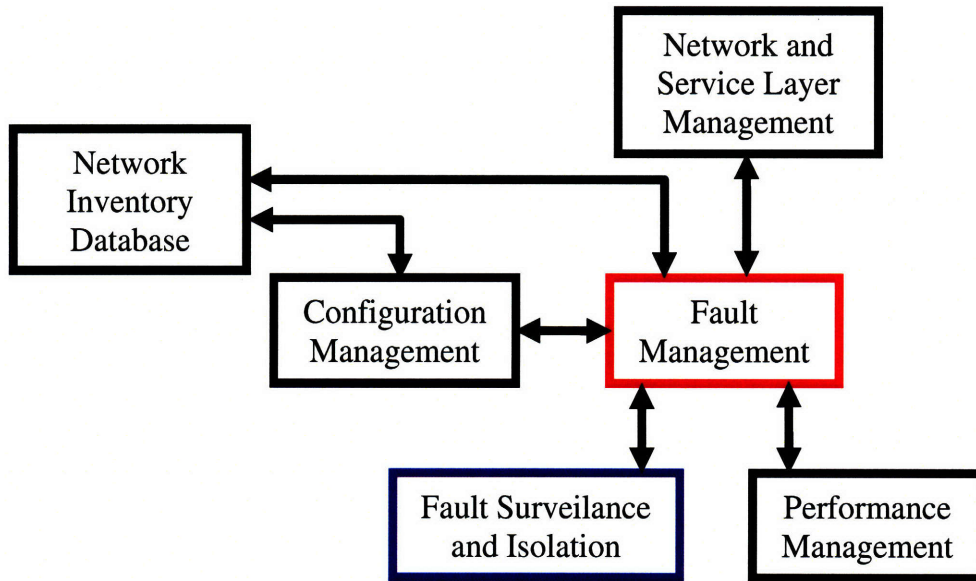 Network and
Service Layer
Management
Network
Inventory
Database
Configuration
Management
Fault
Management
Fault Surveilance
and Isolation
Performance
Management